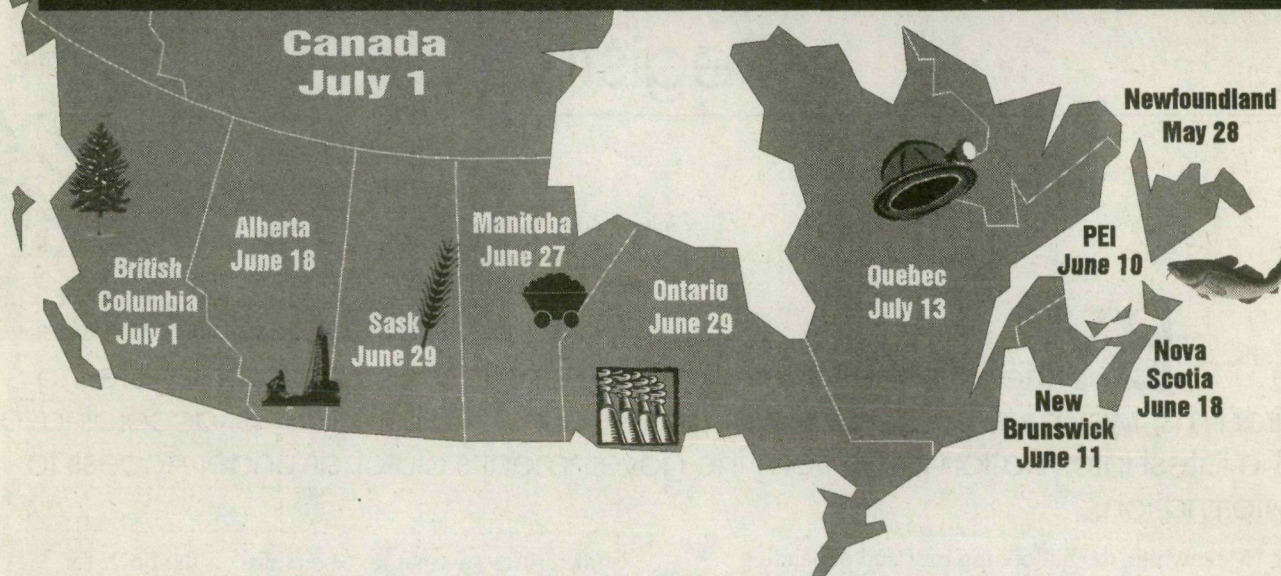 Canada
July 1
British
Columbia
July 1
Alberta
June 18
Sask
June 29
Manitoba
June 27
Ontario
June 29
Quebec
July 13
Newfoundland
May 28
PEI
June 10
Nova
Scotia
June 18
New
Brunswick
June 11